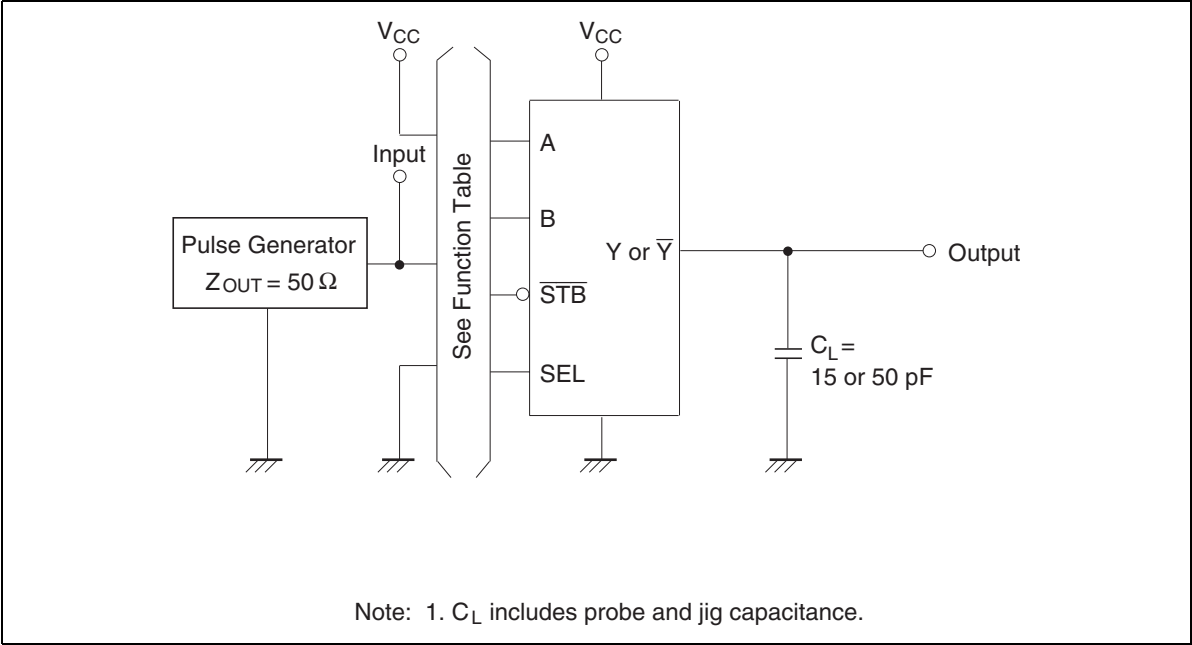 VCC
VCC
Input
See Function Table
Pulse Generator
ZOUT = 50 Ω
A
B
Y or Y̅
S̅T̅B̅
SEL
Output
CL =
15 or 50 pF
Note: 1. CL includes probe and jig capacitance.